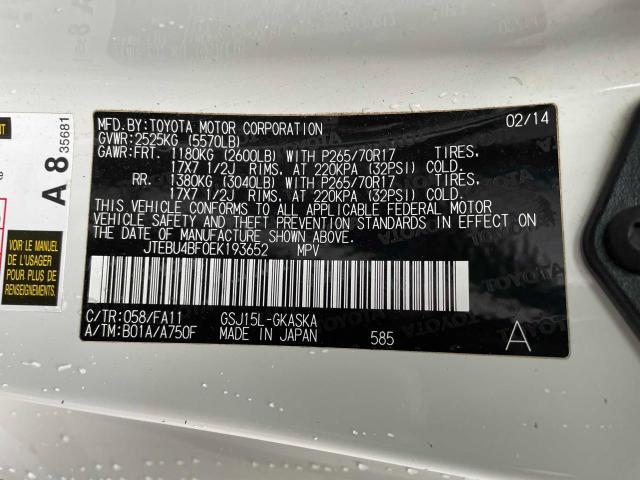 MFD.BY:TOYOTA MOTOR CORPORATION 02/14
GVWR:2525KG (5570LB)
GAWR:FRT. 1180KG (2600LB) WITH P265/70R17 TIRES,
17X7 1/2J RIMS, AT 220KPA (32PSI) COLD.
RR. 1380KG (3040LB) WITH P265/70R17 TIRES,
17X7 1/2J RIMS, AT 220KPA (32PSI) COLD.
THIS VEHICLE CONFORMS TO ALL APPLICABLE FEDERAL MOTOR
VEHICLE SAFETY AND THEFT PREVENTION STANDARDS IN EFFECT
ON THE DATE OF MANUFACTURE SHOWN ABOVE.
JTEBU4BF0EK193652 MPV
C/TR:058/FA11 GSJ15L-GKASKA
A/TM:B01A/A750F MADE IN JAPAN 585 A
A 8 35681
VOIR LE MANUEL
DE L'USAGER
POUR PLUS DE
RENSEIGNEMENTS.